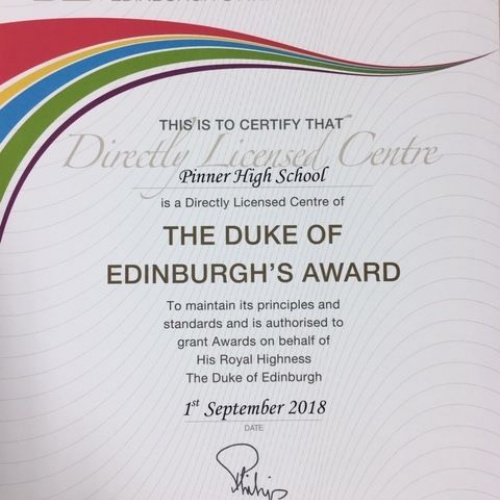 THIS IS TO CERTIFY THAT
Directly Licensed Centre
Pinner High School
is a Directly Licensed Centre of
THE DUKE OF
EDINBURGH'S AWARD
To maintain its principles and
standards and is authorised to
grant Awards on behalf of
His Royal Highness
The Duke of Edinburgh
1st September 2018
DATE
Philip